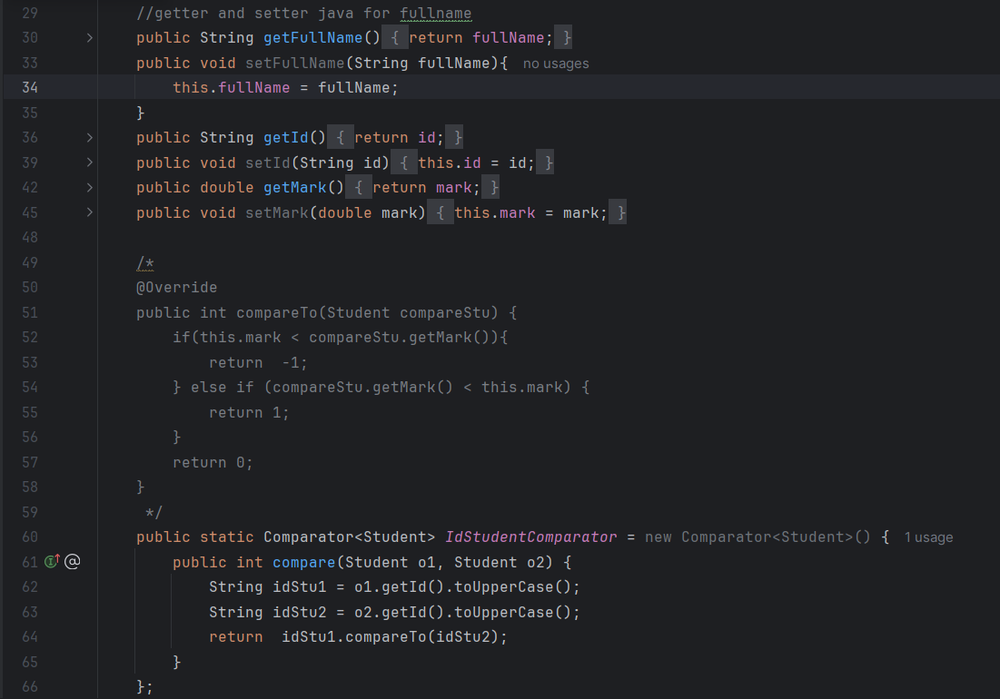 29 //getter and setter java for fullname
30 public String getFullName() { return fullName; }
33 public void setFullName(String fullName){ no usages
34 this.fullName = fullName;
35 }
36 public String getId() { return id; }
39 public void setId(String id) { this.id = id; }
42 public double getMark() { return mark; }
45 public void setMark(double mark) { this.mark = mark; }
48
49 /*
50 @Override
51 public int compareTo(Student compareStu) {
52 if(this.mark < compareStu.getMark()){
53 return  -1;
54 } else if (compareStu.getMark() < this.mark) {
55 return 1;
56 }
57 return 0;
58 }
59 */
60 public static Comparator<Student> IdStudentComparator = new Comparator<Student>() { 1 usage
61 public int compare(Student o1, Student o2) {
62 String idStu1 = o1.getId().toUpperCase();
63 String idStu2 = o2.getId().toUpperCase();
64 return  idStu1.compareTo(idStu2);
65 }
66 };